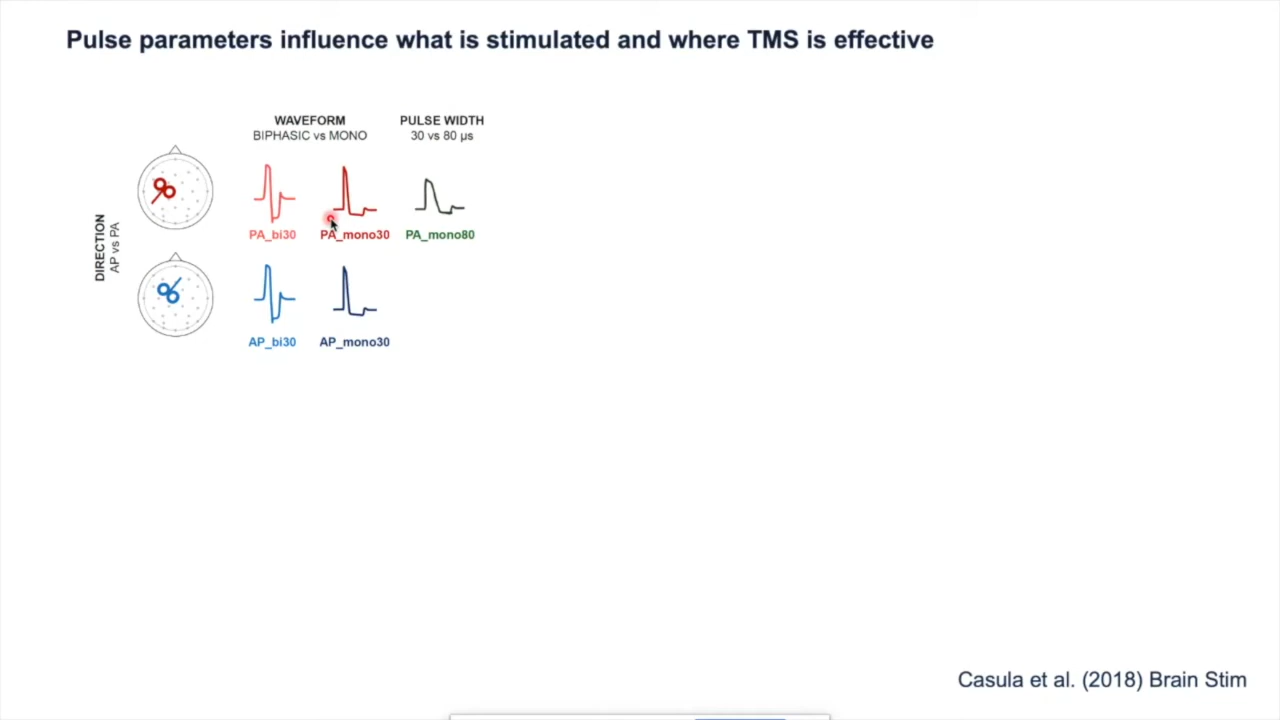 Pulse parameters influence what is stimulated and where TMS is effective
WAVEFORM
BIPHASIC vs MONO
PULSE WIDTH
30 vs 80 µs
DIRECTION
AP vs PA
PA_bi30
PA_mono30
PA_mono80
AP_bi30
AP_mono30
Casula et al. (2018) Brain Stim